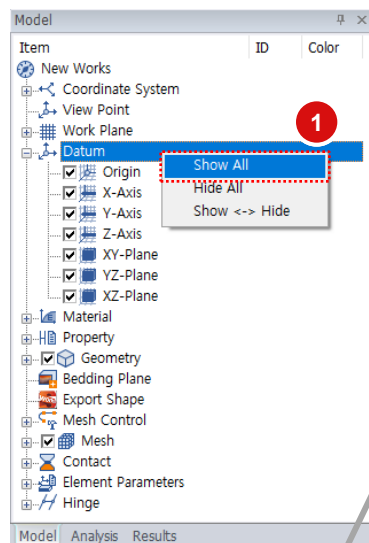 Model
Item ID Color
New Works
Coordinate System
View Point
Work Plane
1
Datum
Show All
Origin
Hide All
X-Axis
Show <-> Hide
Y-Axis
Z-Axis
XY-Plane
YZ-Plane
XZ-Plane
Material
Property
Geometry
Bedding Plane
Export Shape
Mesh Control
Mesh
Contact
Element Parameters
Hinge
Model Analysis Results